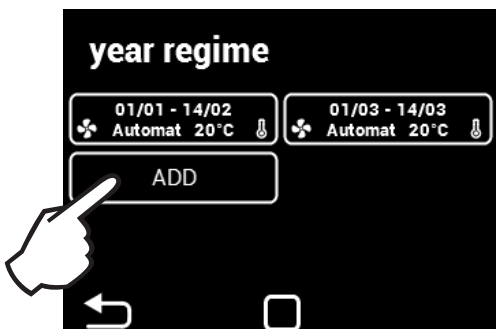 year regime
01/01 - 14/02
Automat 20°C
01/03 - 14/03
Automat 20°C
ADD